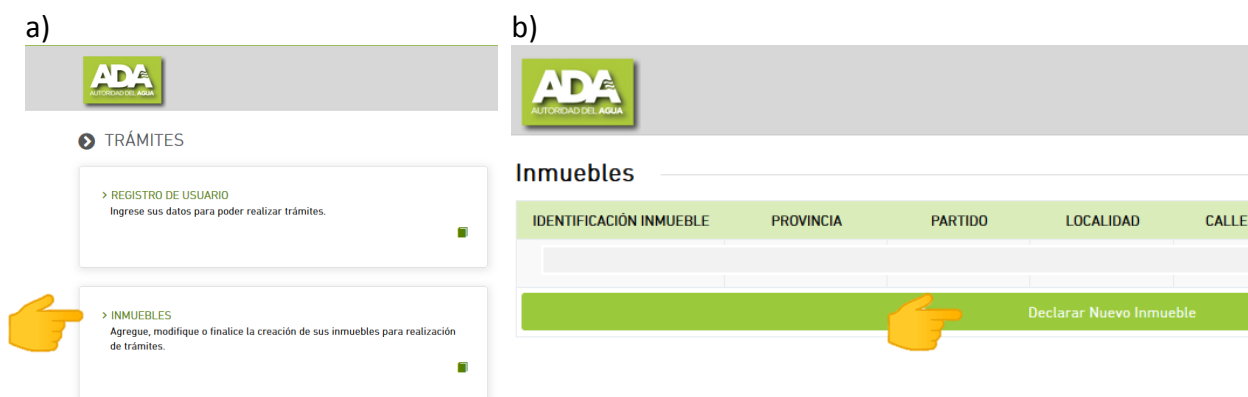 a)
ADA
AUTORIDAD DEL AGUA
TRÁMITES
> REGISTRO DE USUARIO
Ingrese sus datos para poder realizar trámites.
> INMUEBLES
Agregue, modifique o finalice la creación de sus inmuebles para realización
de trámites.
b)
ADA
AUTORIDAD DEL AGUA
Inmuebles
IDENTIFICACIÓN INMUEBLE PROVINCIA PARTIDO LOCALIDAD CALLE
Declarar Nuevo Inmueble